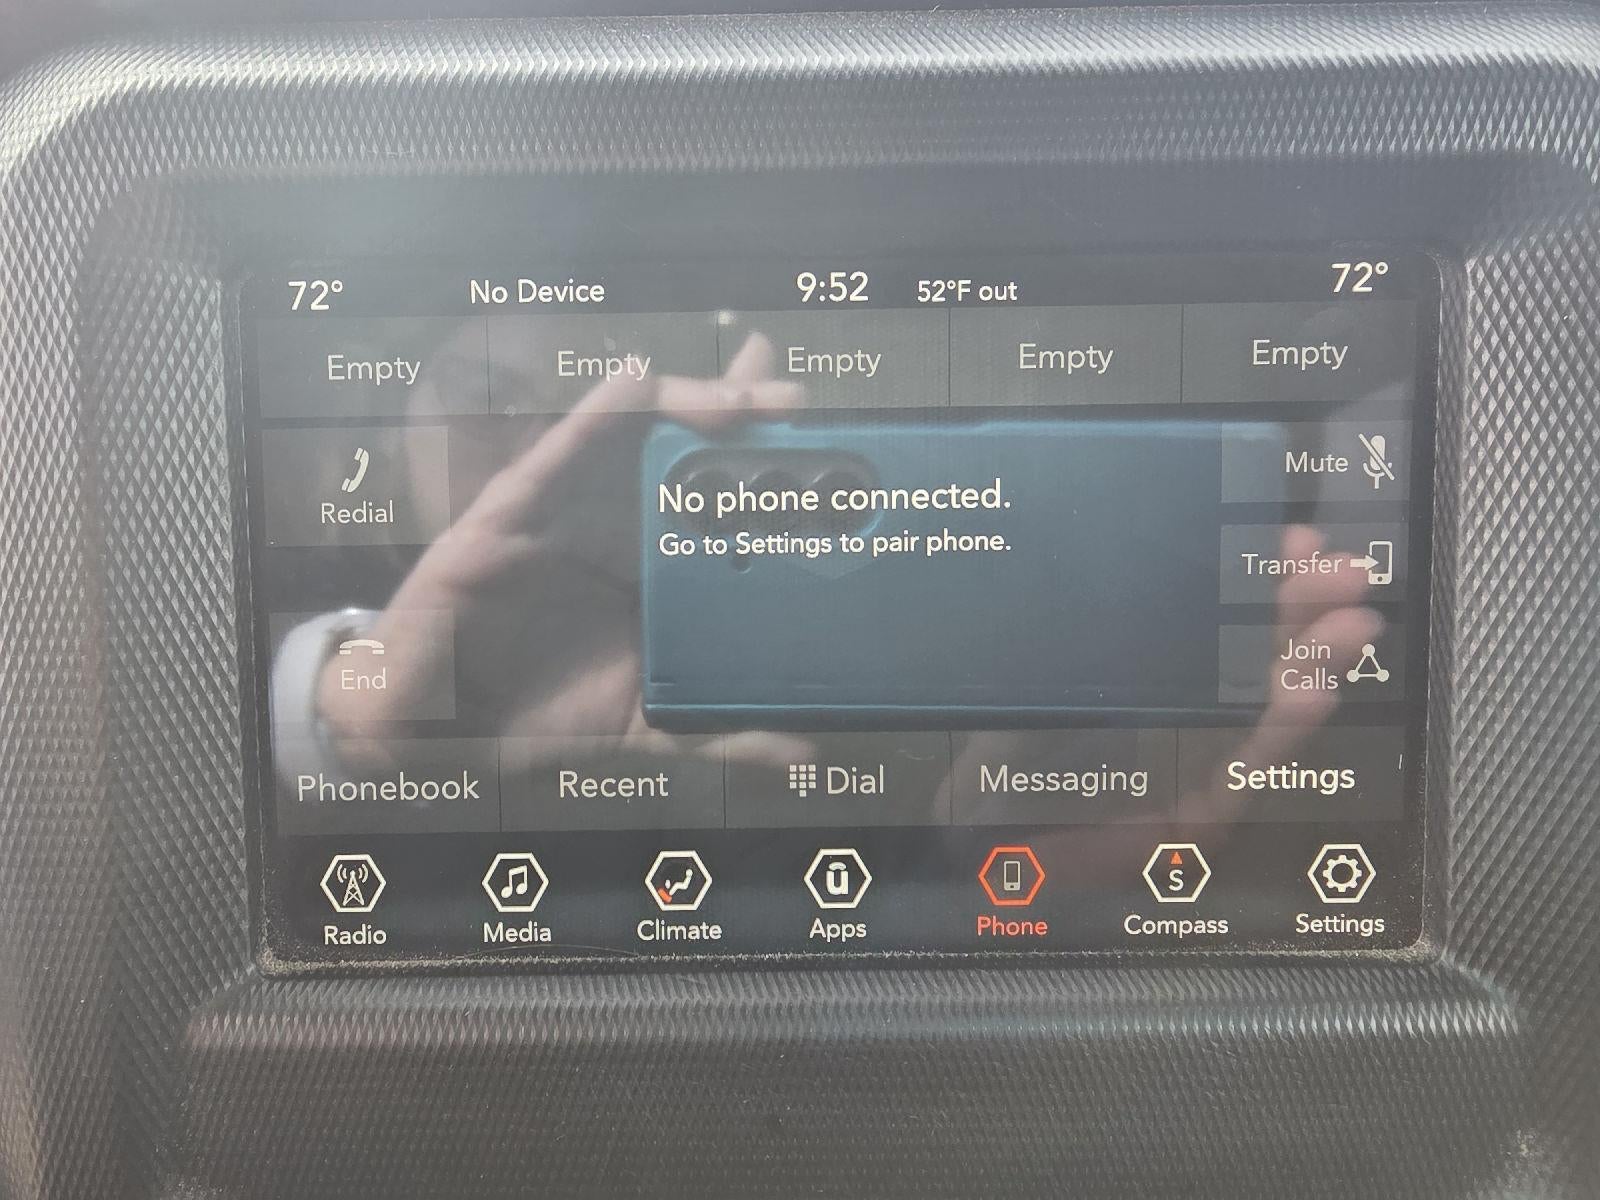 72° No Device 9:52 52°F out 72°
Empty Empty Empty Empty Empty
Redial
Mute
No phone connected.
Go to Settings to pair phone.
Transfer
End
Join
Calls
Phonebook Recent Dial Messaging Settings
ū S
Radio Media Climate Apps Phone Compass Settings